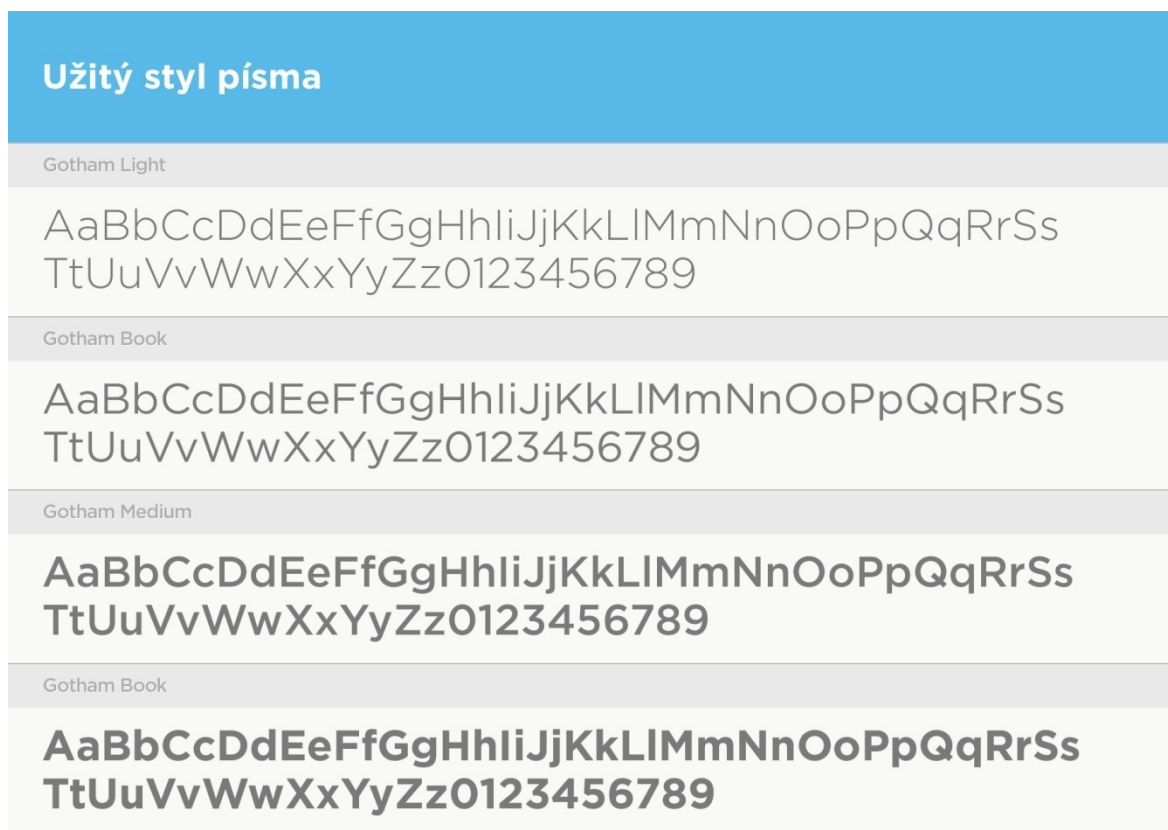 Užitý styl písma
Gotham Light
AaBbCcDdEeFfGgHhIiJjKkLlMmNnOoPpQqRrSs
TtUuVvWwXxYyZz0123456789
Gotham Book
AaBbCcDdEeFfGgHhIiJjKkLlMmNnOoPpQqRrSs
TtUuVvWwXxYyZz0123456789
Gotham Medium
AaBbCcDdEeFfGgHhIiJjKkLlMmNnOoPpQqRrSs
TtUuVvWwXxYyZz0123456789
Gotham Book
AaBbCcDdEeFfGgHhIiJjKkLlMmNnOoPpQqRrSs
TtUuVvWwXxYyZz0123456789